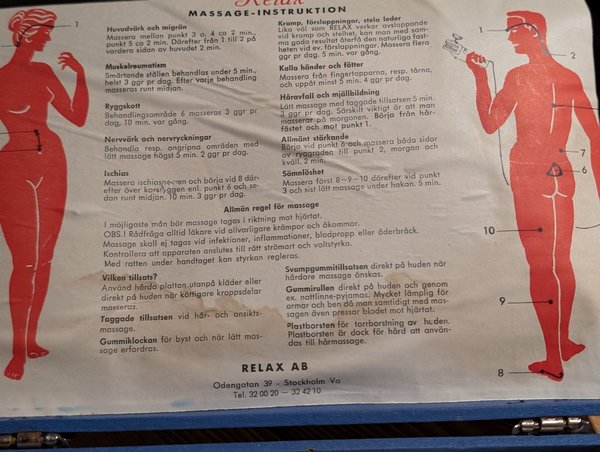 Relax
MASSAGE-INSTRUKTION
Huvudvärk och migrän
Massera mellan punkt 3 o. 4 ca 2 min.
punkt 5 ca 2 min. Därefter från 1 till 2 på
vardera sidan av huvudet 2 min.
Muskelreumatism
Smärtande ställen behandlas under 5 min.,
helst 3 ggr pr dag. Efter varje behandling
masseras runt midjan.
Ryggskott
Behandlingsområde 6 masseras 3 ggr pr
dag, 10 min. var gång.
Nervvärk och nervryckningar
Behandla resp. angripna områden med
lätt massage högst 5 min. 2 ggr pr dag.
Ischias
Massera ischiasnerven och börja vid 8 där-
efter över korsryggen enl. punkt 6 och se-
dan runt midjan. 10 min. 3 ggr pr dag.
Kramp, förslappningar, stela leder
Lika väl som RELAX verkar avslappande
vid kramp och stelhet, kan man med sam-
ma goda resultat återfå den naturliga fast-
heten vid ev. förslappningar. Massera flera
ggr pr dag. 5 min. var gång.
Kalla händer och fötter
Massera från fingertopparna, resp. tårna,
och uppåt minst 5 min. 4 ggr pr dag.
Håravfall och mjällbildning
Lätt massage med taggade tillsatsen 5 min.
3 ggr pr dag. Särskilt viktigt är att man
masserar på morgonen. Börja från hår-
fästet och mot punkt 1.
Allmänt stärkande
Börja vid punkt 6 och massera båda sidor
av ryggraden till punkt 2, morgon och
kväll. 2 min.
Sömnlöshet
Massera först 8—9—10 därefter vid punkt
3 och sist lätt massage under hakan. 5 min.
Allmän regel för massage
I möjligaste mån bör massage tagas i riktning mot hjärtat.
OBS.! Rådfråga alltid läkare vid allvarligare krämpor och åkommor.
Massage skall ej tagas vid infektioner, inflammationer, blodpropp eller åderbråck.
Kontrollera att apparaten anslutes till rätt strömart och voltstyrka.
Med ratten under handtaget kan styrkan regleras.
Vilken tillsats?
Använd hårda plattan utanpå kläder eller
direkt på huden när köttigare kroppsdelar
masseras.
Taggade tillsatsen vid hår- och ansikts-
massage.
Gummiklockan för byst och när lätt mas-
sage erfordras.
Svampgummitillsatsen direkt på huden när
hårdare massage önskas.
Gummirullen direkt på huden och genom
ex. nattlinne-pyjamas. Mycket lämplig för
armar och ben då man samtidigt med mas-
sagen även pressar blodet mot hjärtat.
Plastborsten för torrborstning av huden.
Plastborsten är dock för hård att använ-
das till hårmassage.
RELAX AB
Odengatan 39 - Stockholm Va
Tel. 32 00 20 — 32 42 10
1
1
2
4
7
6
10
9
8